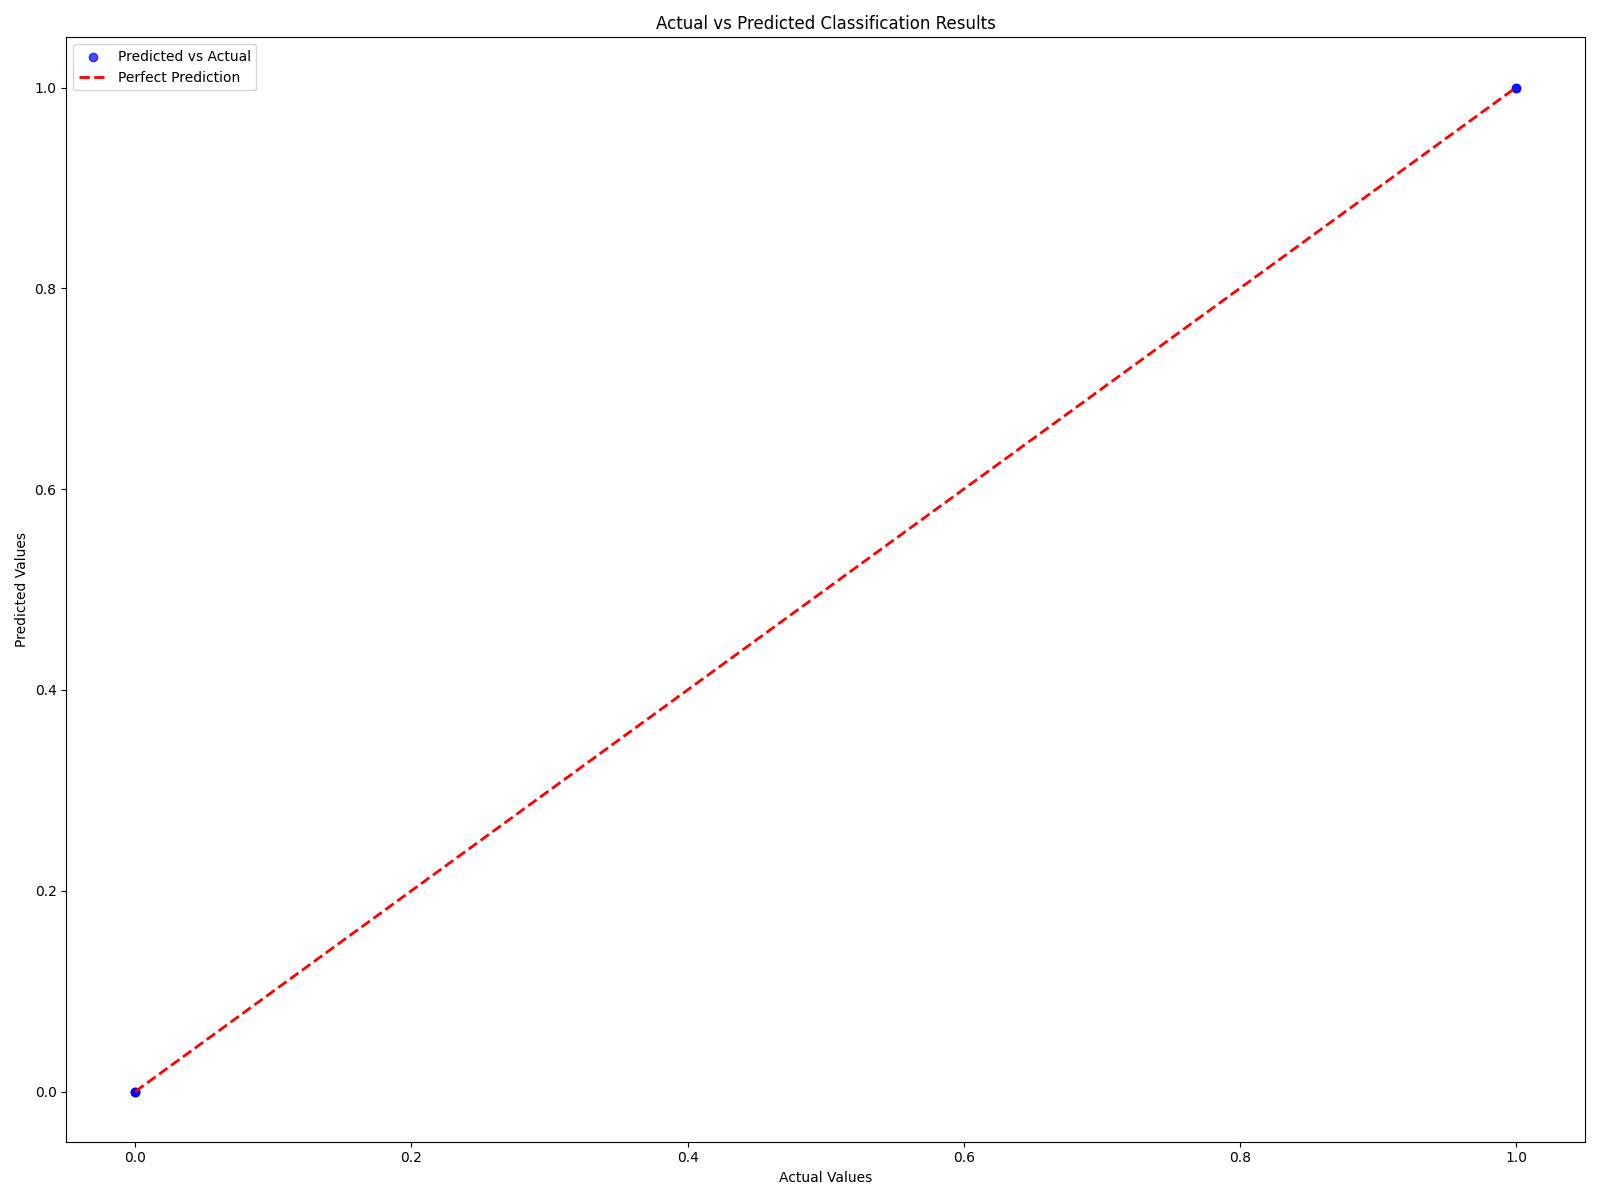 Actual vs Predicted Classification Results
Predicted vs Actual
Perfect Prediction
1.0
0.8
0.6
0.4
0.2
0.0
Predicted Values
0.0 0.2 0.4 0.6 0.8 1.0
Actual Values